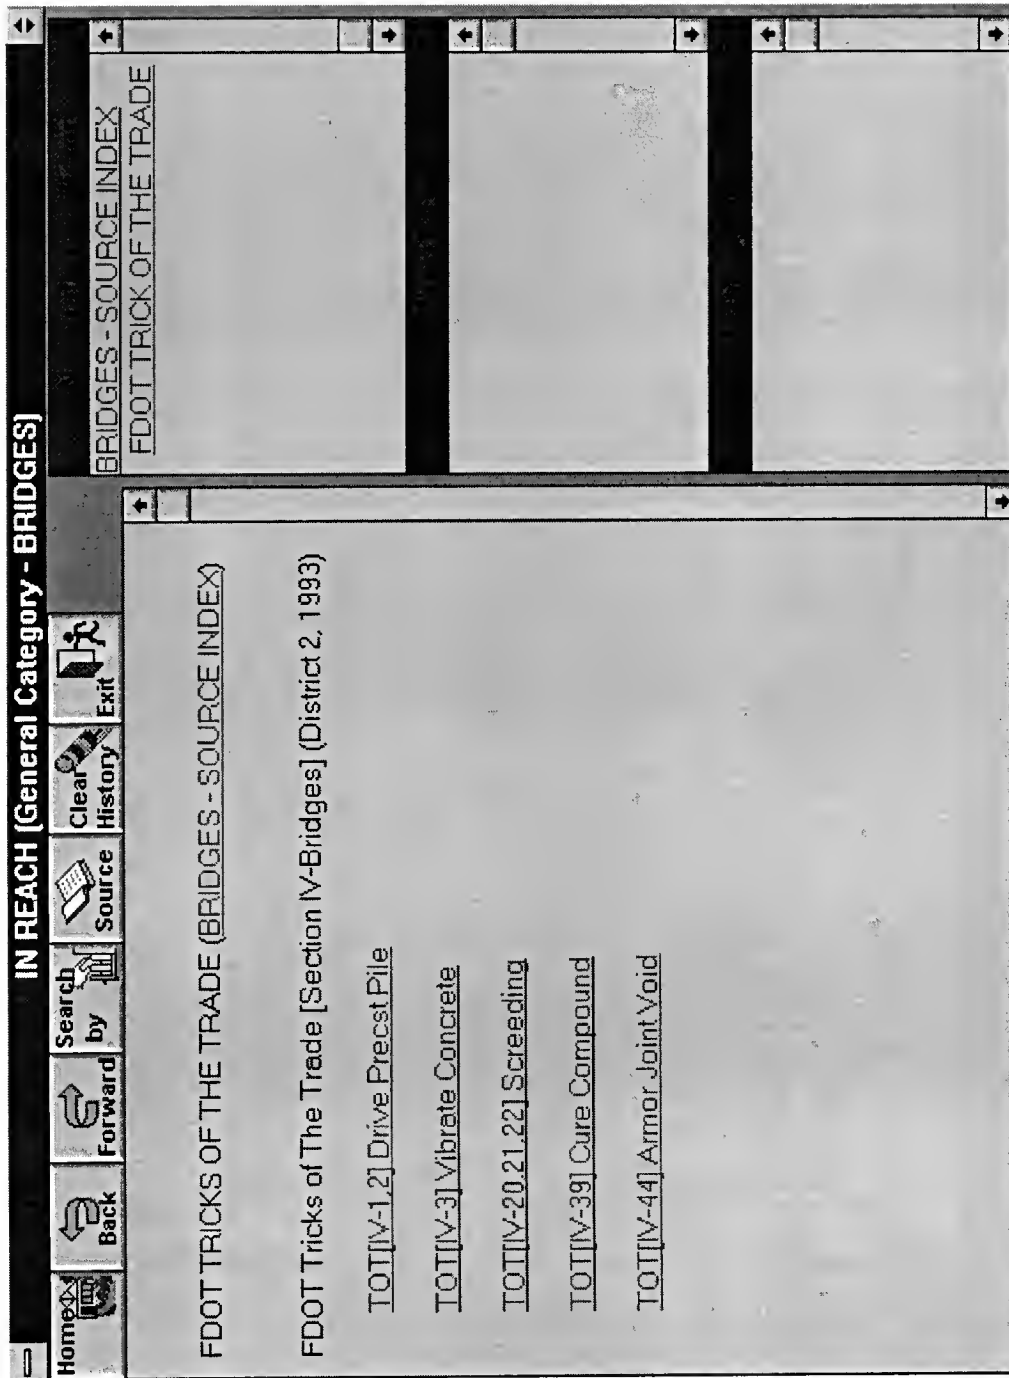 IN REACH [General Category - BRIDGES]
Home
Back
Forward
Search
by
Source
Clear
History
Exit
FDOT TRICKS OF THE TRADE (BRIDGES - SOURCE INDEX)
FDOT Tricks of The Trade [Section IV-Bridges] (District 2, 1993)
TOT[IV-1,2] Drive Precst Pile
TOT[IV-3] Vibrate Concrete
TOT[IV-20,21,22] Screeding
TOT[IV-39] Cure Compound
TOT[IV-44] Armor Joint Void
BRIDGES - SOURCE INDEX
FDOT TRICK OF THE TRADE